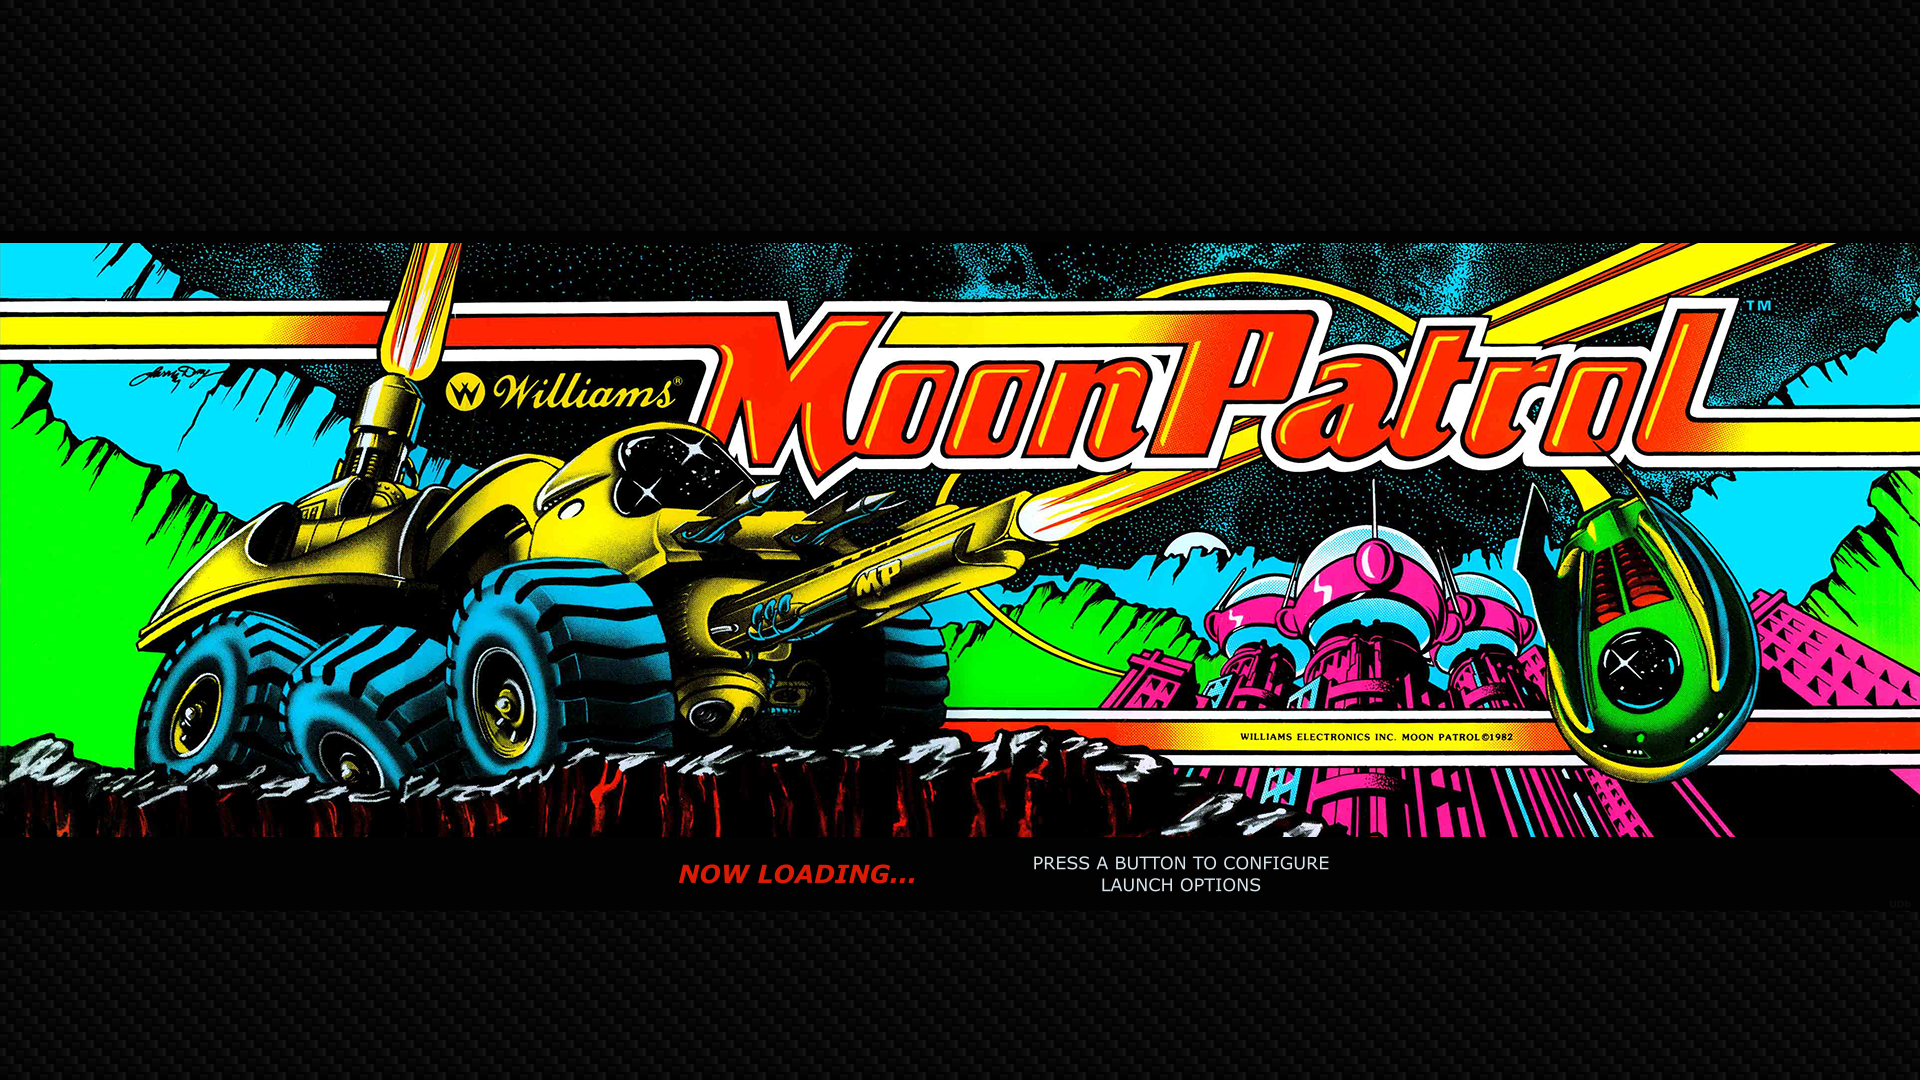 Williams®
Moon Patrol™
MP
WILLIAMS ELECTRONICS INC. MOON PATROL©1982
NOW LOADING...
PRESS A BUTTON TO CONFIGURE
LAUNCH OPTIONS